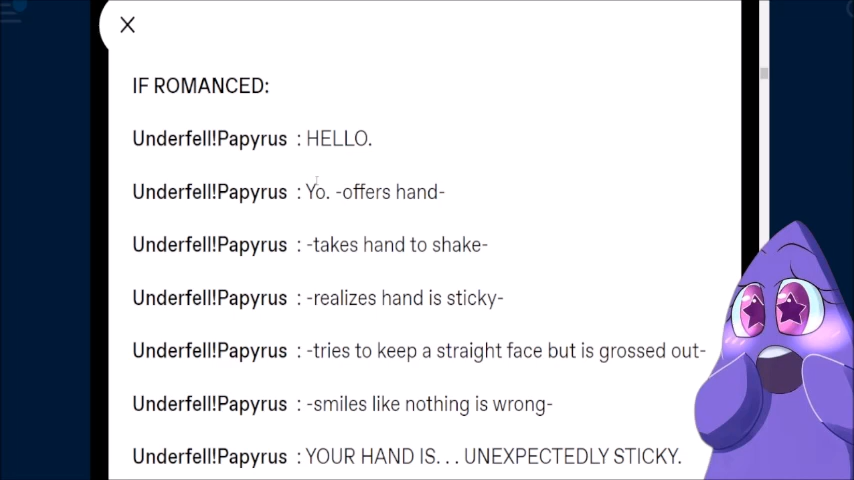 IF ROMANCED:
Underfell!Papyrus : HELLO.
Underfell!Papyrus : Yo. -offers hand-
Underfell!Papyrus : -takes hand to shake-
Underfell!Papyrus : -realizes hand is sticky-
Underfell!Papyrus : -tries to keep a straight face but is grossed out-
Underfell!Papyrus : -smiles like nothing is wrong-
Underfell!Papyrus : YOUR HAND IS. . . UNEXPECTEDLY STICKY.